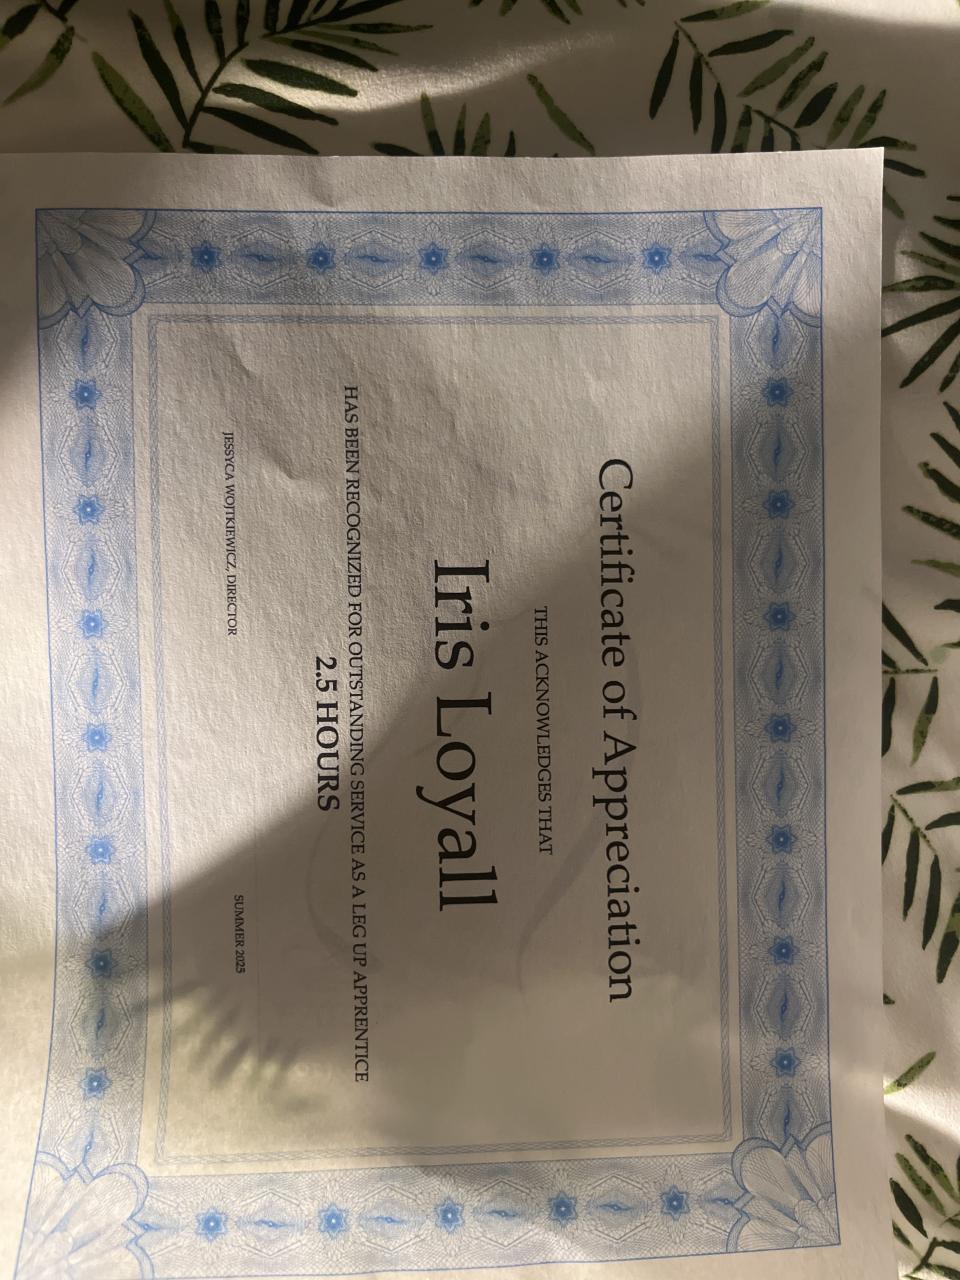 Certificate of Appreciation
THIS ACKNOWLEDGES THAT
Iris Loyall
HAS BEEN RECOGNIZED FOR OUTSTANDING SERVICE AS A LEG UP APPRENTICE
2.5 HOURS
JESSYCA WOJTKIEWICZ, DIRECTOR
SUMMER 2025